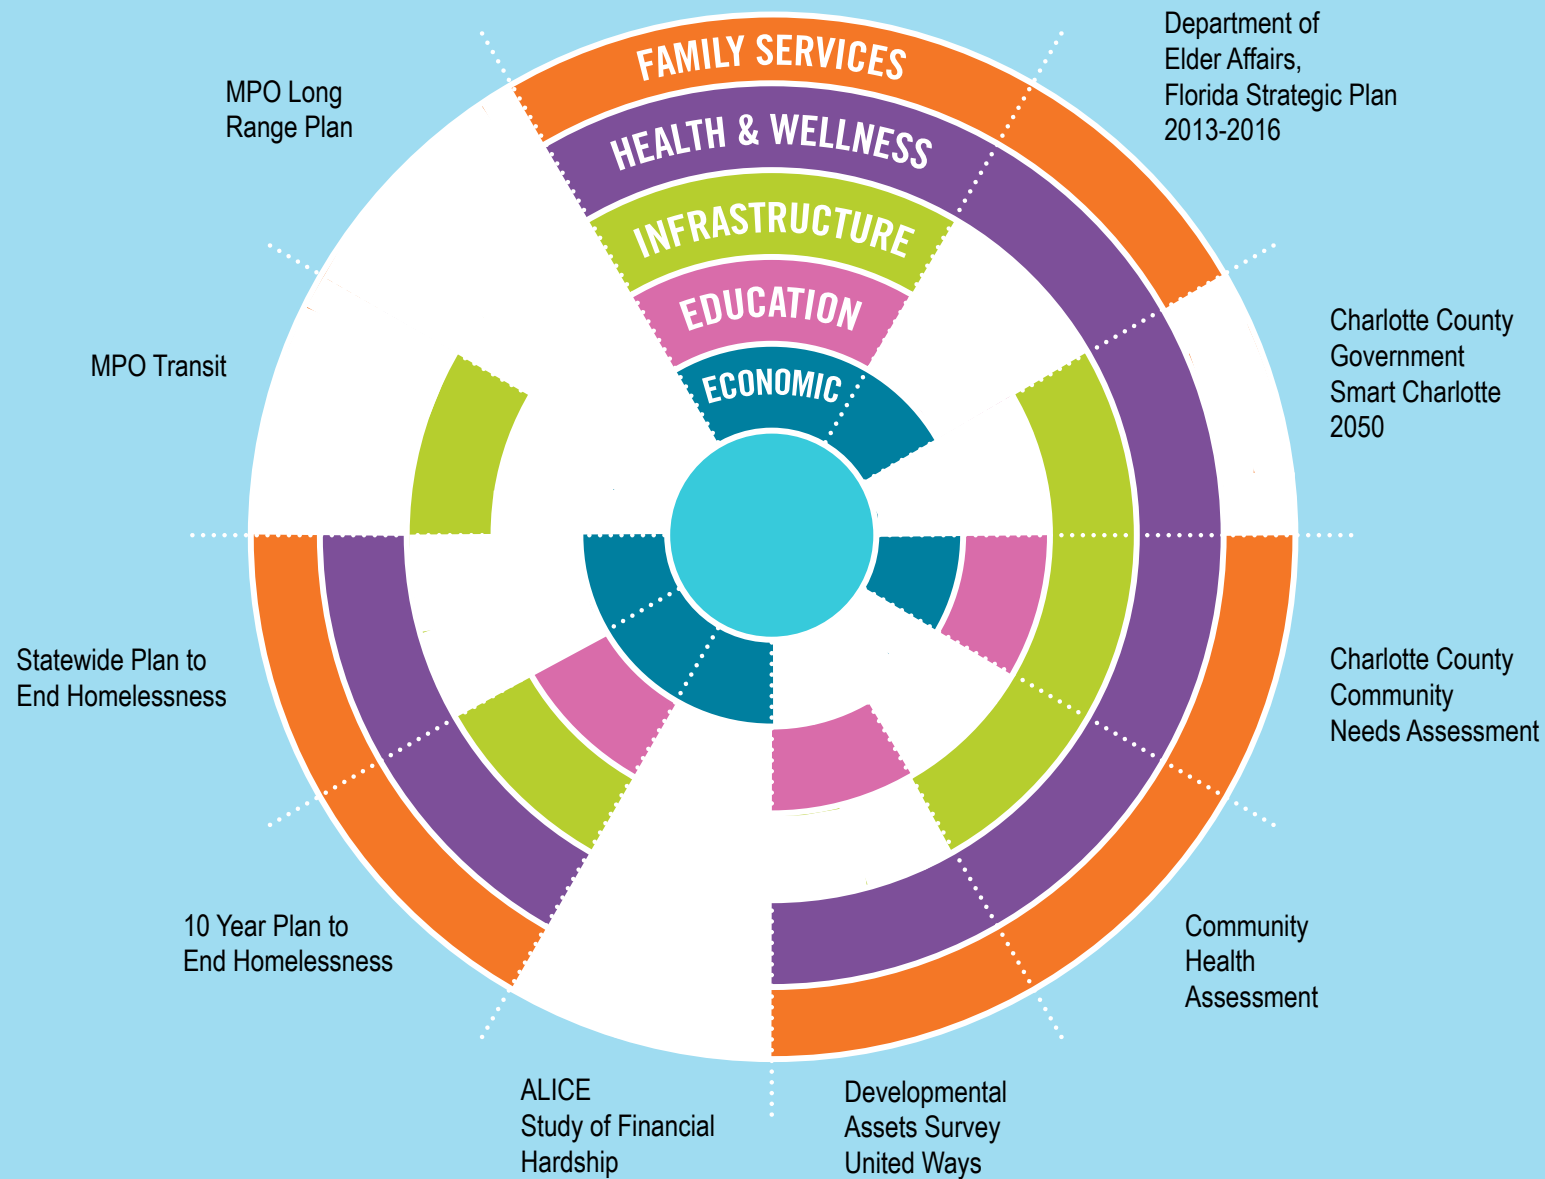 FAMILY SERVICES
HEALTH & WELLNESS
INFRASTRUCTURE
EDUCATION
ECONOMIC
Department of
Elder Affairs,
Florida Strategic Plan
2013-2016
Charlotte County
Government
Smart Charlotte
2050
Charlotte County
Community
Needs Assessment
Community
Health
Assessment
Developmental
Assets Survey
United Ways
ALICE
Study of Financial
Hardship
10 Year Plan to
End Homelessness
Statewide Plan to
End Homelessness
MPO Transit
MPO Long
Range Plan